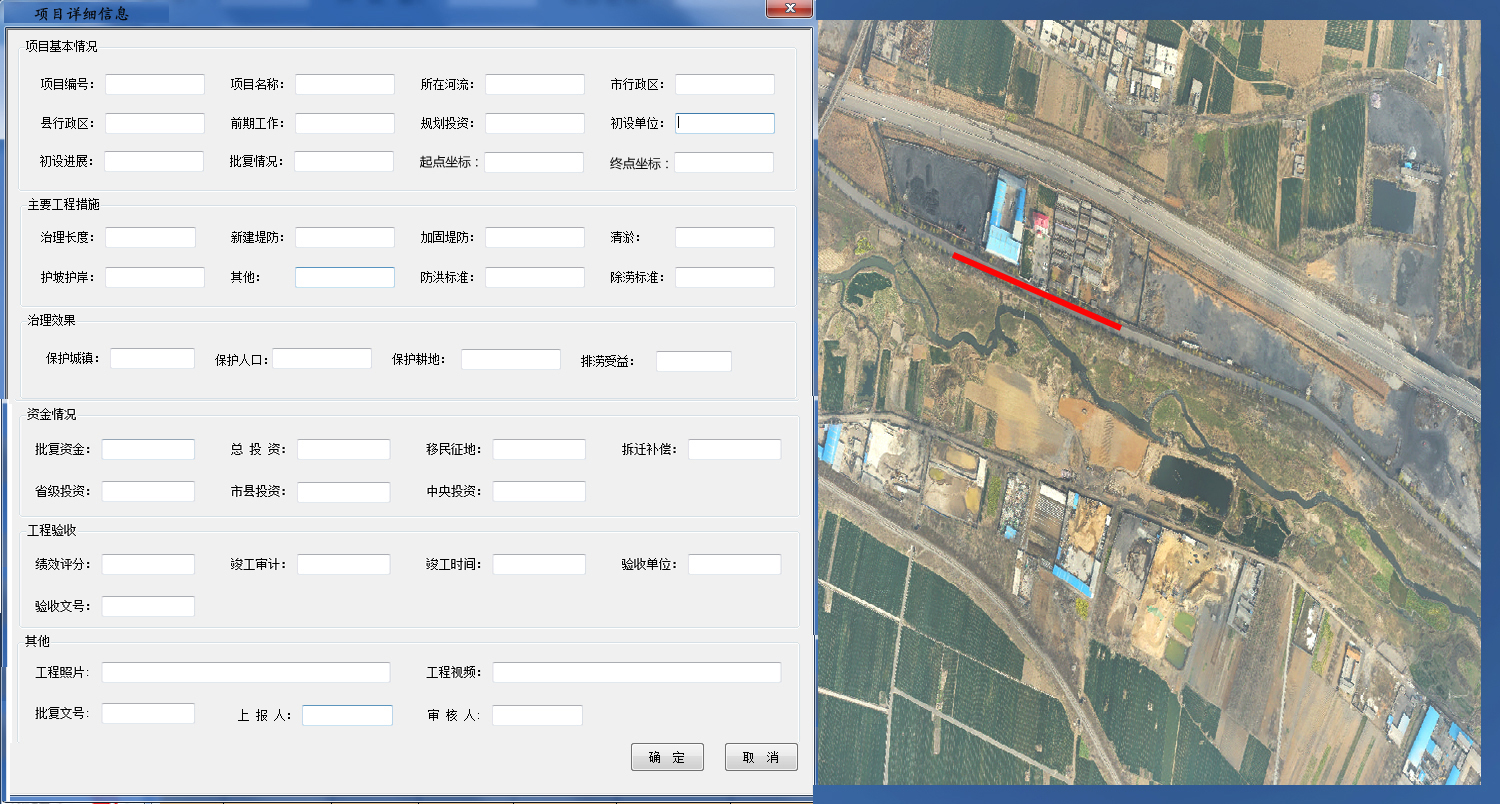 项目详细信息
项目基本情况
项目编号： 项目名称： 所在河流： 市行政区：
县行政区： 前期工作： 规划投资： 初设单位：
初设进展： 批复情况： 起点坐标： 终点坐标：
主要工程措施
治理长度： 新建堤防： 加固堤防： 清淤：
护坡护岸： 其他： 防洪标准： 除涝标准：
治理效果
保护城镇： 保护人口： 保护耕地： 排涝受益：
资金情况
批复资金： 总 投 资： 移民征地： 拆迁补偿：
省级投资： 市县投资： 中央投资：
工程验收
绩效评分： 竣工审计： 竣工时间： 验收单位：
验收文号：
其他
工程照片： 工程视频：
批复文号： 上 报 人： 审 核 人：
确 定 取 消